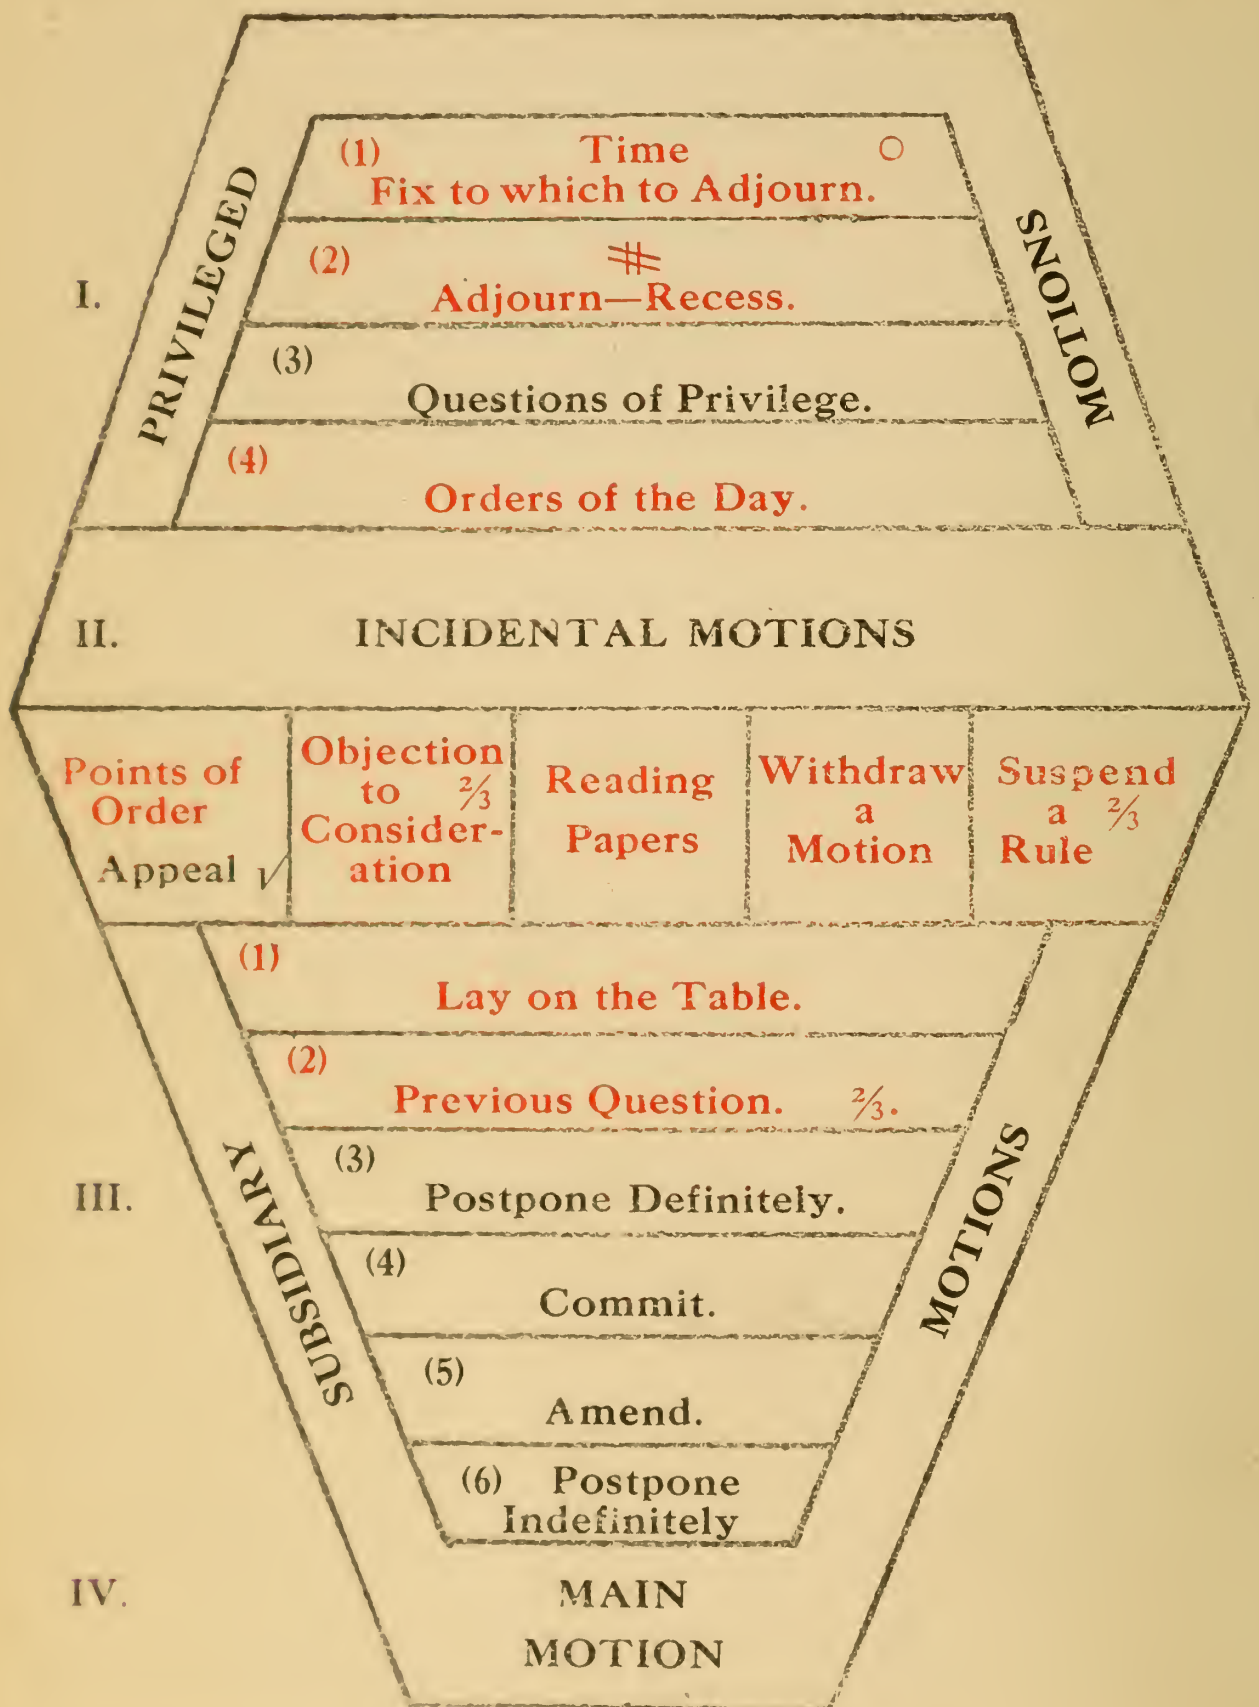 PRIVILEGED
MOTIONS
I.
(1) Time ○
Fix to which to Adjourn.
(2) #
Adjourn—Recess.
(3)
Questions of Privilege.
(4)
Orders of the Day.
II. INCIDENTAL MOTIONS
Points of
Order
Appeal √
Objection
to ⅔
Consider-
ation
Reading
Papers
Withdraw
a
Motion
Suspend
a ⅔
Rule
SUBSIDIARY
MOTIONS
III.
(1)
Lay on the Table.
(2)
Previous Question. ⅔.
(3)
Postpone Definitely.
(4)
Commit.
(5)
Amend.
(6) Postpone
Indefinitely
IV. MAIN
MOTION